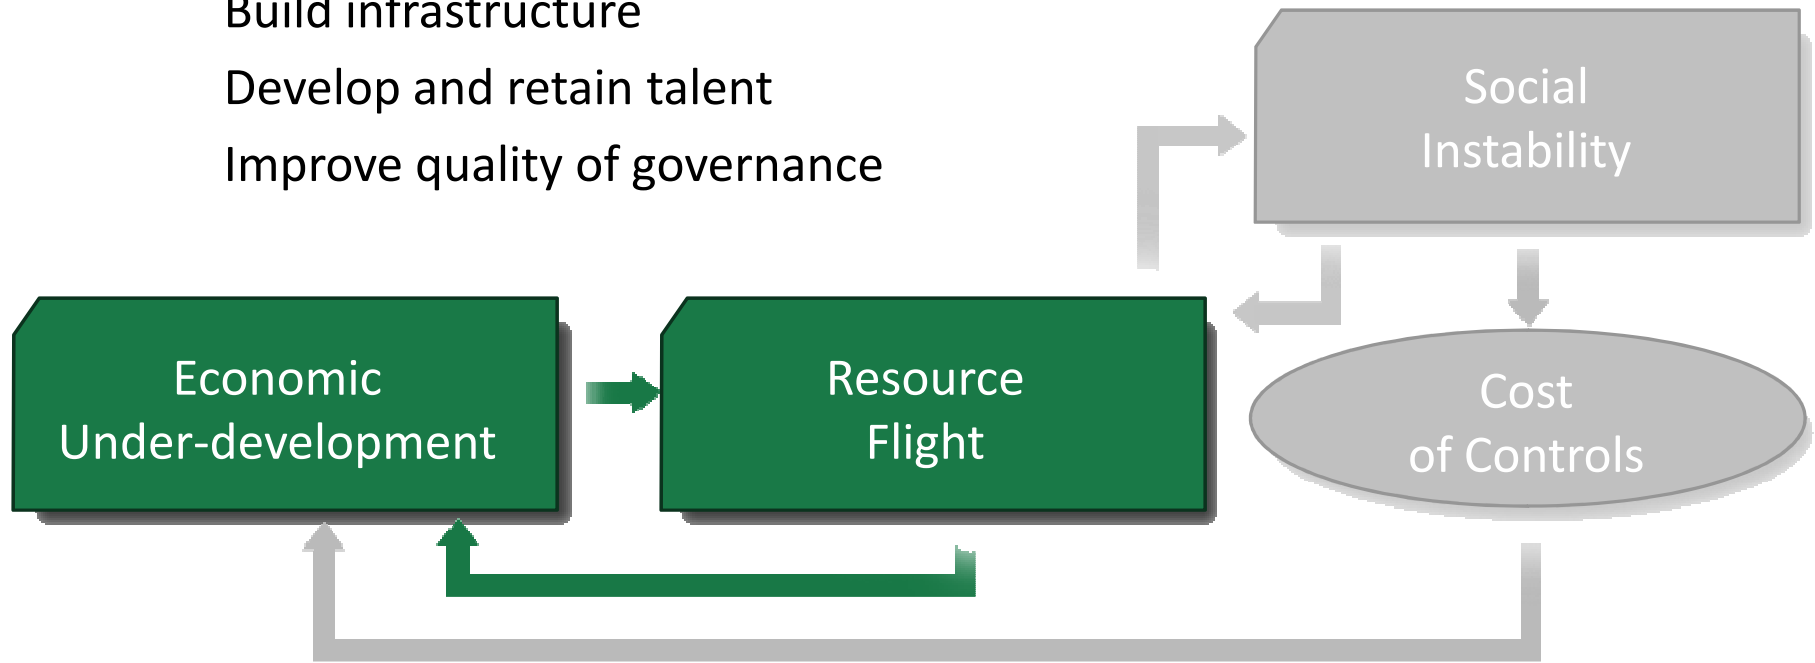 Build infrastructure
Develop and retain talent
Improve quality of governance
Social
Instability
Economic
Under-development
Resource
Flight
Cost
of Controls